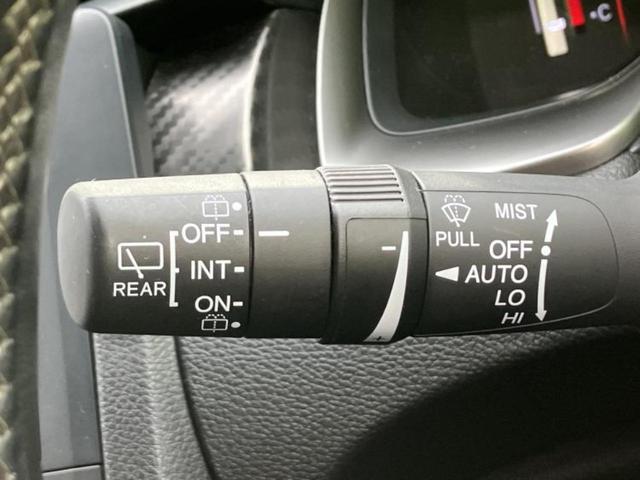 OFF
INT
ON
REAR
PULL
MIST
OFF
AUTO
LO
HI
- +
°C